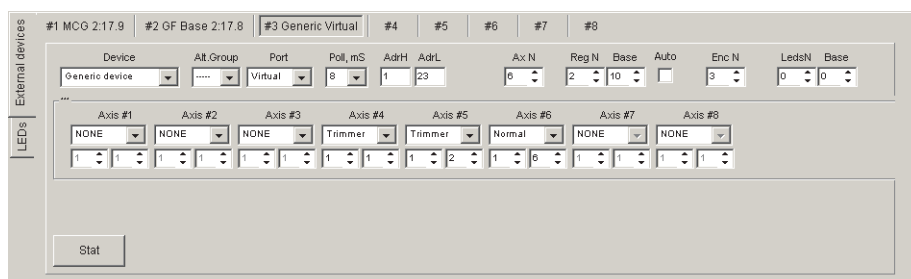 #1 MCG 2:17.9 #2 GF Base 2:17.8 #3 Generic Virtual #4 #5 #6 #7 #8
External devices
LEDs
Device Alt.Group Port Poll, mS AdrH AdrL Ax N Reg N Base Auto Enc N LedsN Base
Generic device ----- Virtual 8 1 23 6 2 10 3 0 0
...
Axis #1 Axis #2 Axis #3 Axis #4 Axis #5 Axis #6 Axis #7 Axis #8
NONE NONE NONE Trimmer Trimmer Normal NONE NONE
1 1 1 1 1 1 1 1 1 2 1 6 1 1 1 1
Stat